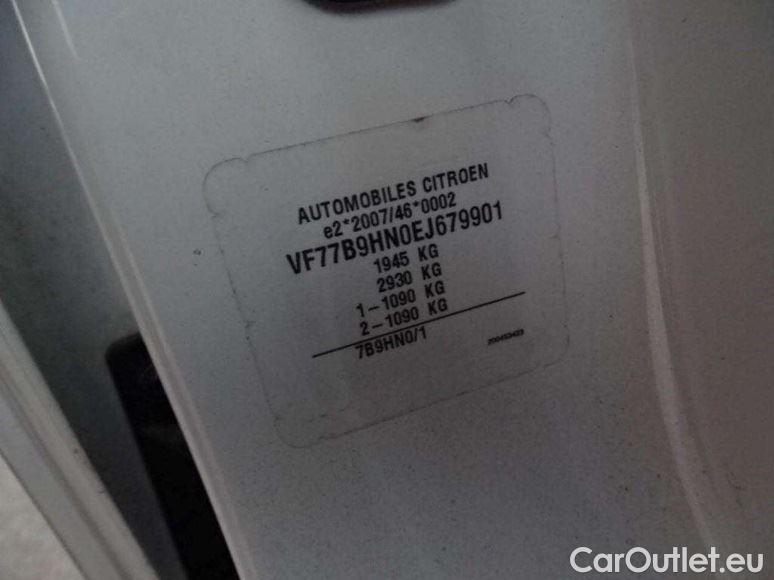 AUTOMOBILES CITROEN
e2*2007/46*0002
VF77B9HN0EJ679901
1945 KG
2930 KG
1-1090 KG
2-1090 KG
7B9HN0/1
CarOutlet.eu